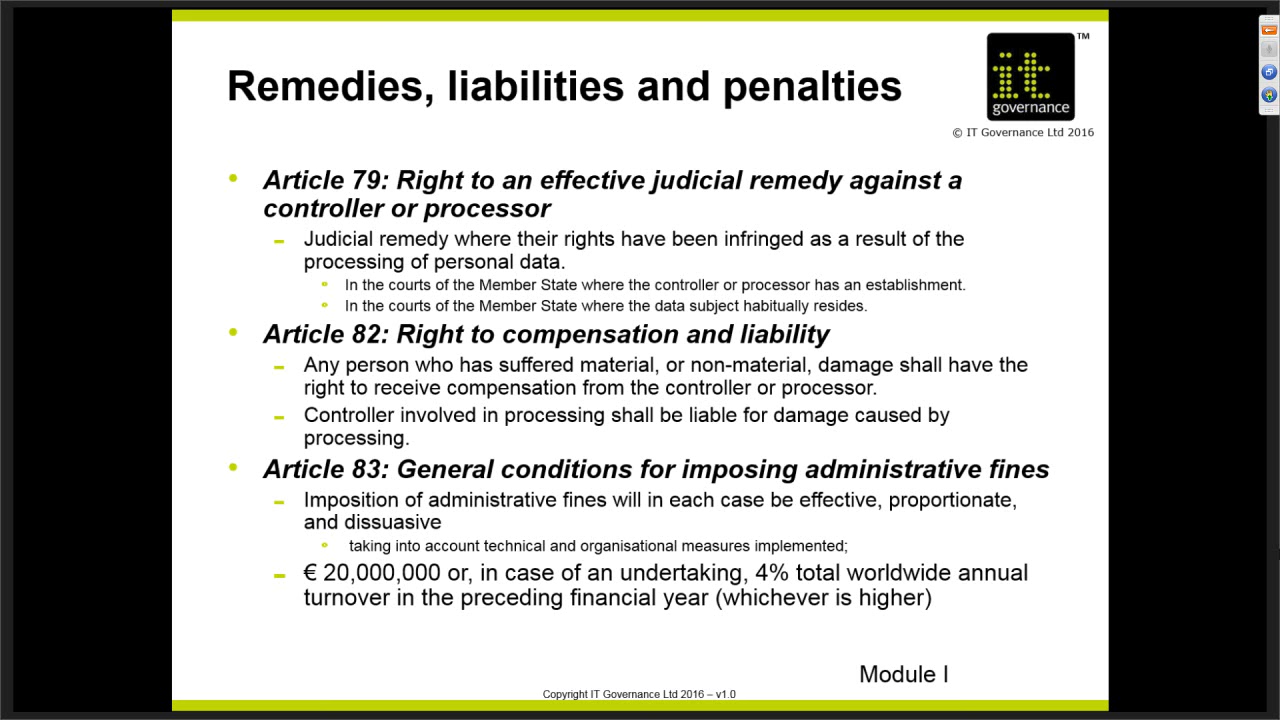 Remedies, liabilities and penalties
it
governance
TM
© IT Governance Ltd 2016
• Article 79: Right to an effective judicial remedy against a
controller or processor
– Judicial remedy where their rights have been infringed as a result of the
processing of personal data.
• In the courts of the Member State where the controller or processor has an establishment.
• In the courts of the Member State where the data subject habitually resides.
• Article 82: Right to compensation and liability
– Any person who has suffered material, or non-material, damage shall have the
right to receive compensation from the controller or processor.
– Controller involved in processing shall be liable for damage caused by
processing.
• Article 83: General conditions for imposing administrative fines
– Imposition of administrative fines will in each case be effective, proportionate,
and dissuasive
• taking into account technical and organisational measures implemented;
– € 20,000,000 or, in case of an undertaking, 4% total worldwide annual
turnover in the preceding financial year (whichever is higher)
Module I
Copyright IT Governance Ltd 2016 – v1.0